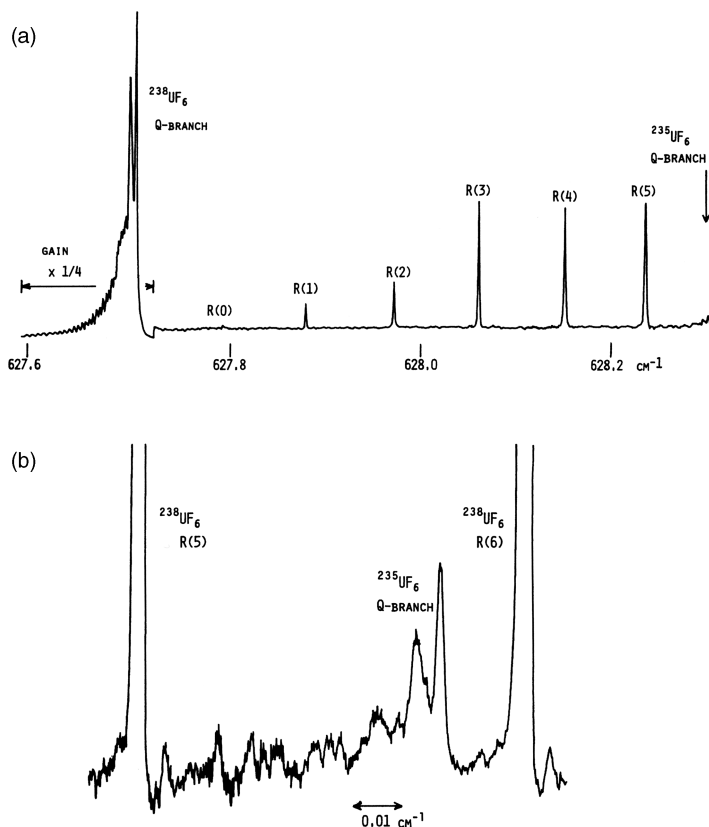 (a)
²³⁸UF₆
Q-BRANCH
²³⁵UF₆
Q-BRANCH
GAIN
x 1/4
R(0)
R(1)
R(2)
R(3)
R(4)
R(5)
627.6
627.8
628.0
628.2
CM⁻¹
(b)
²³⁸UF₆
R(5)
²³⁵UF₆
Q-BRANCH
²³⁸UF₆
R(6)
0.01 CM⁻¹